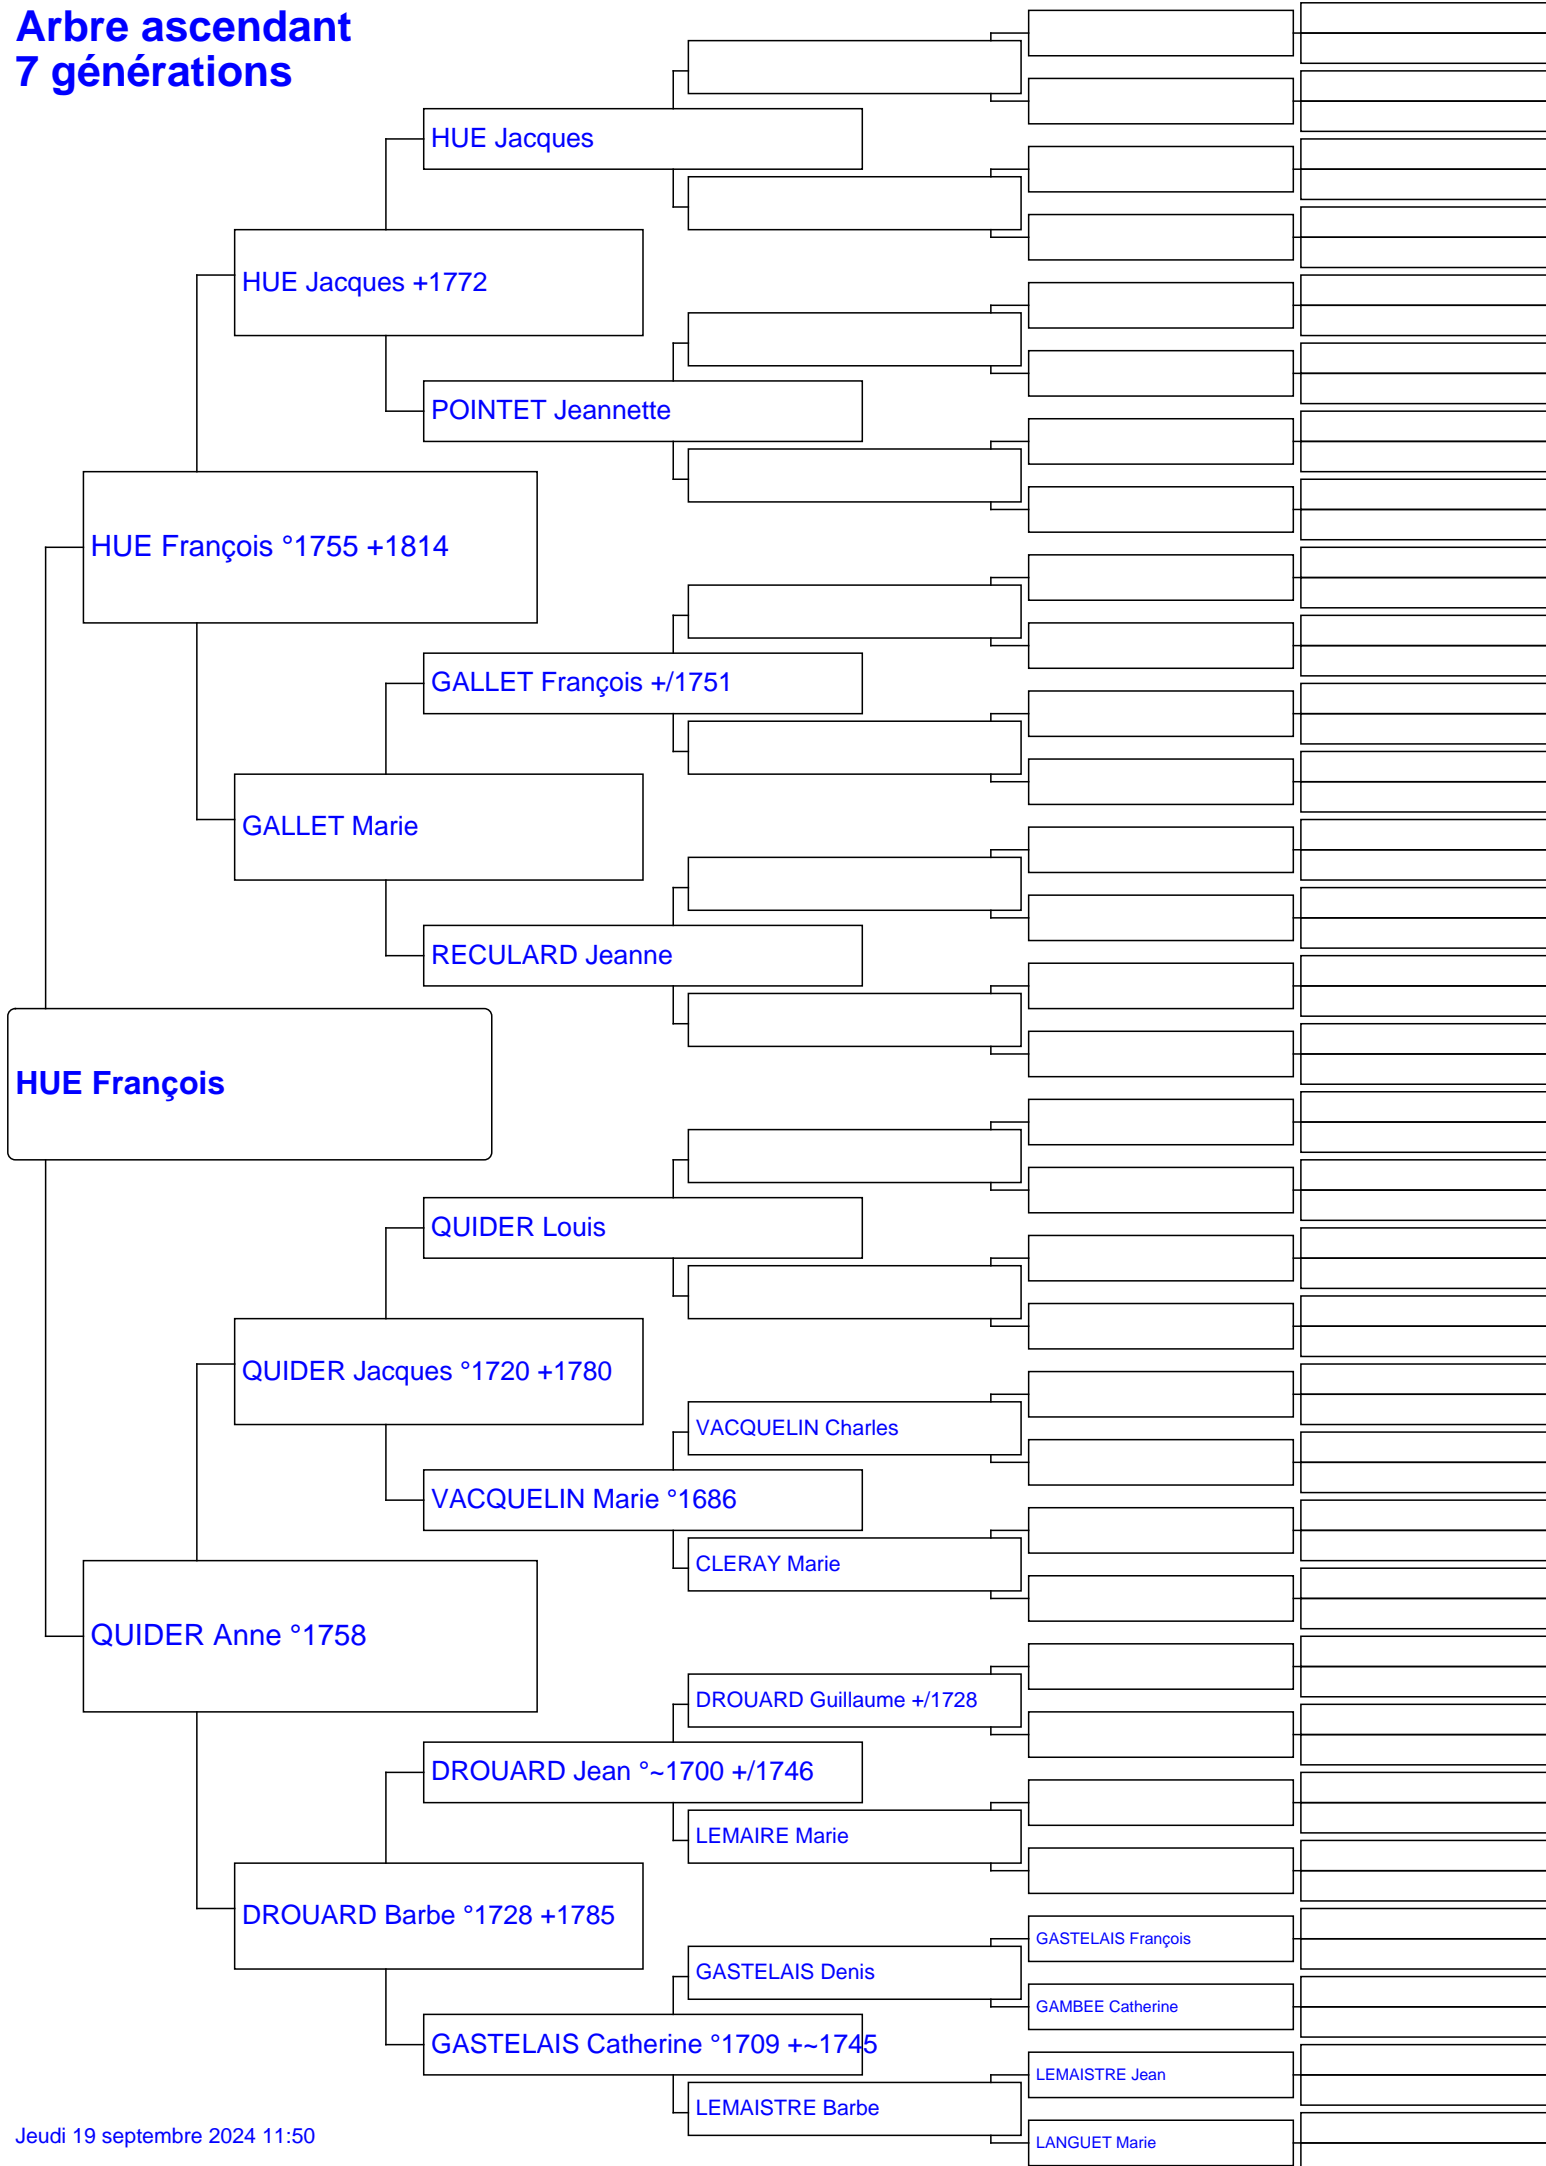 Arbre ascendant
7 générations
HUE Jacques
HUE Jacques +1772
POINTET Jeannette
HUE François °1755 +1814
GALLET François +/1751
GALLET Marie
RECULARD Jeanne
HUE François
QUIDER Louis
QUIDER Jacques °1720 +1780
VACQUELIN Charles
VACQUELIN Marie °1686
CLERAY Marie
QUIDER Anne °1758
DROUARD Guillaume +/1728
DROUARD Jean °~1700 +/1746
LEMAIRE Marie
DROUARD Barbe °1728 +1785
GASTELAIS François
GASTELAIS Denis
GAMBEE Catherine
GASTELAIS Catherine °1709 +~1745
LEMAISTRE Jean
LEMAISTRE Barbe
LANGUET Marie
Jeudi 19 septembre 2024 11:50